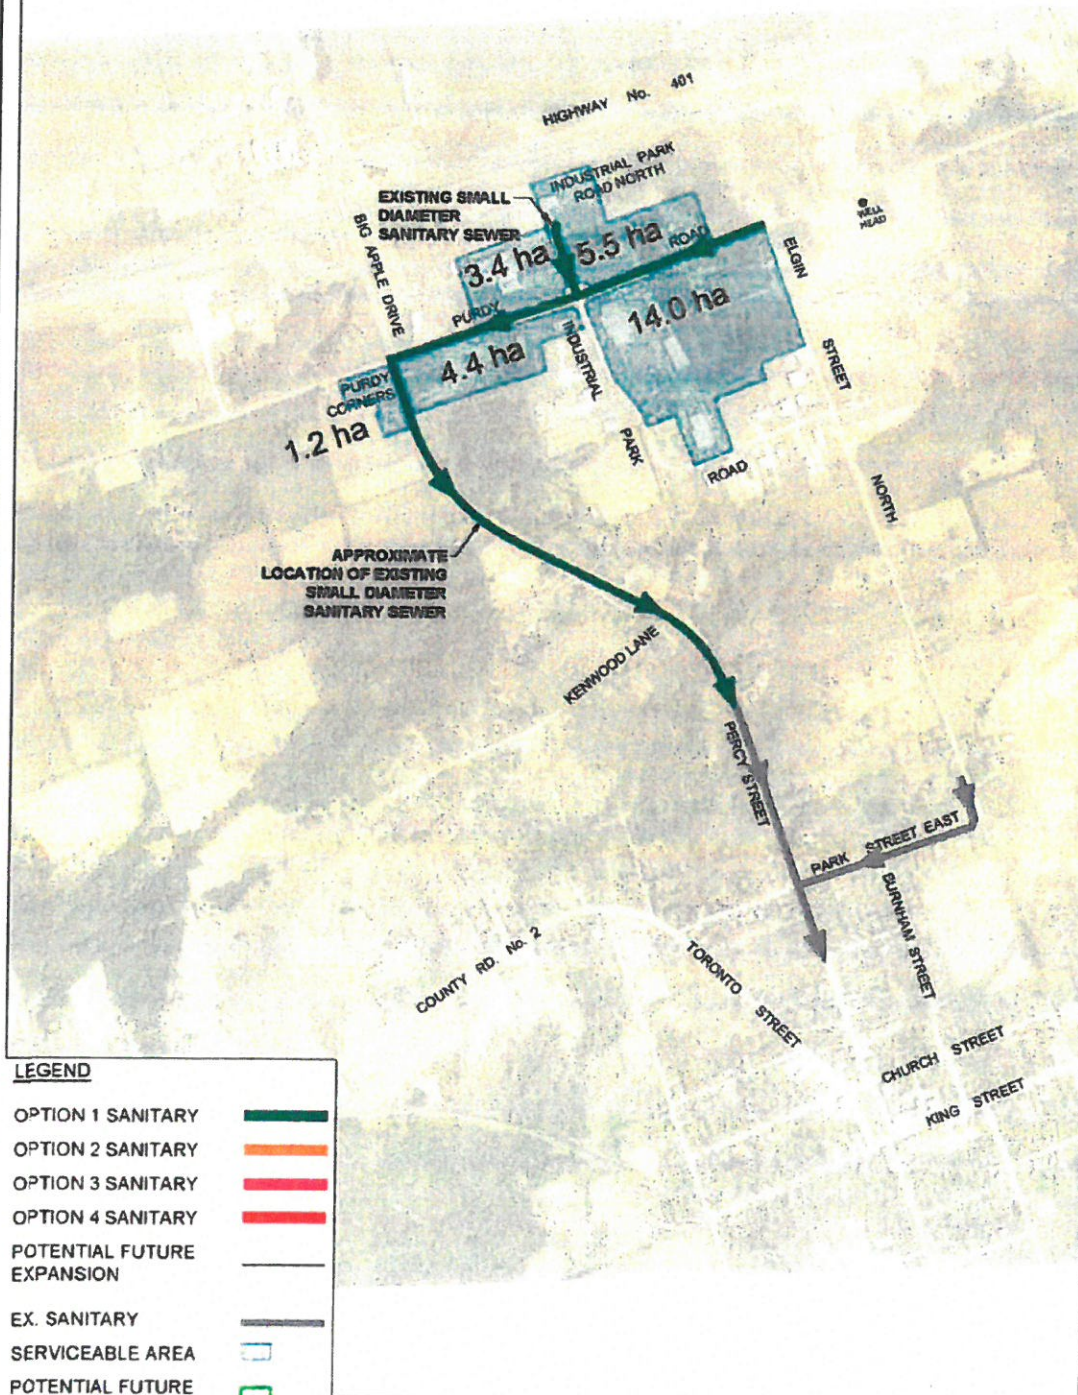 HIGHWAY No. 401
INDUSTRIAL PARK
ROAD NORTH
EXISTING SMALL
DIAMETER
SANITARY SEWER
BIG APPLE DRIVE
WELL
HEAD
3.4 ha
5.5 ha
ROAD
ELGIN
STREET
NORTH
14.0 ha
PURDY
4.4 ha
INDUSTRIAL
PARK
ROAD
PURDY
CORNERS
1.2 ha
APPROXIMATE
LOCATION OF EXISTING
SMALL DIAMETER
SANITARY SEWER
KENWOOD LANE
PERCY STREET
PARK STREET EAST
BURNHAM STREET
COUNTY RD. No. 2
TORONTO STREET
CHURCH STREET
KING STREET
LEGEND
OPTION 1 SANITARY
OPTION 2 SANITARY
OPTION 3 SANITARY
OPTION 4 SANITARY
POTENTIAL FUTURE
EXPANSION
EX. SANITARY
SERVICEABLE AREA
POTENTIAL FUTURE